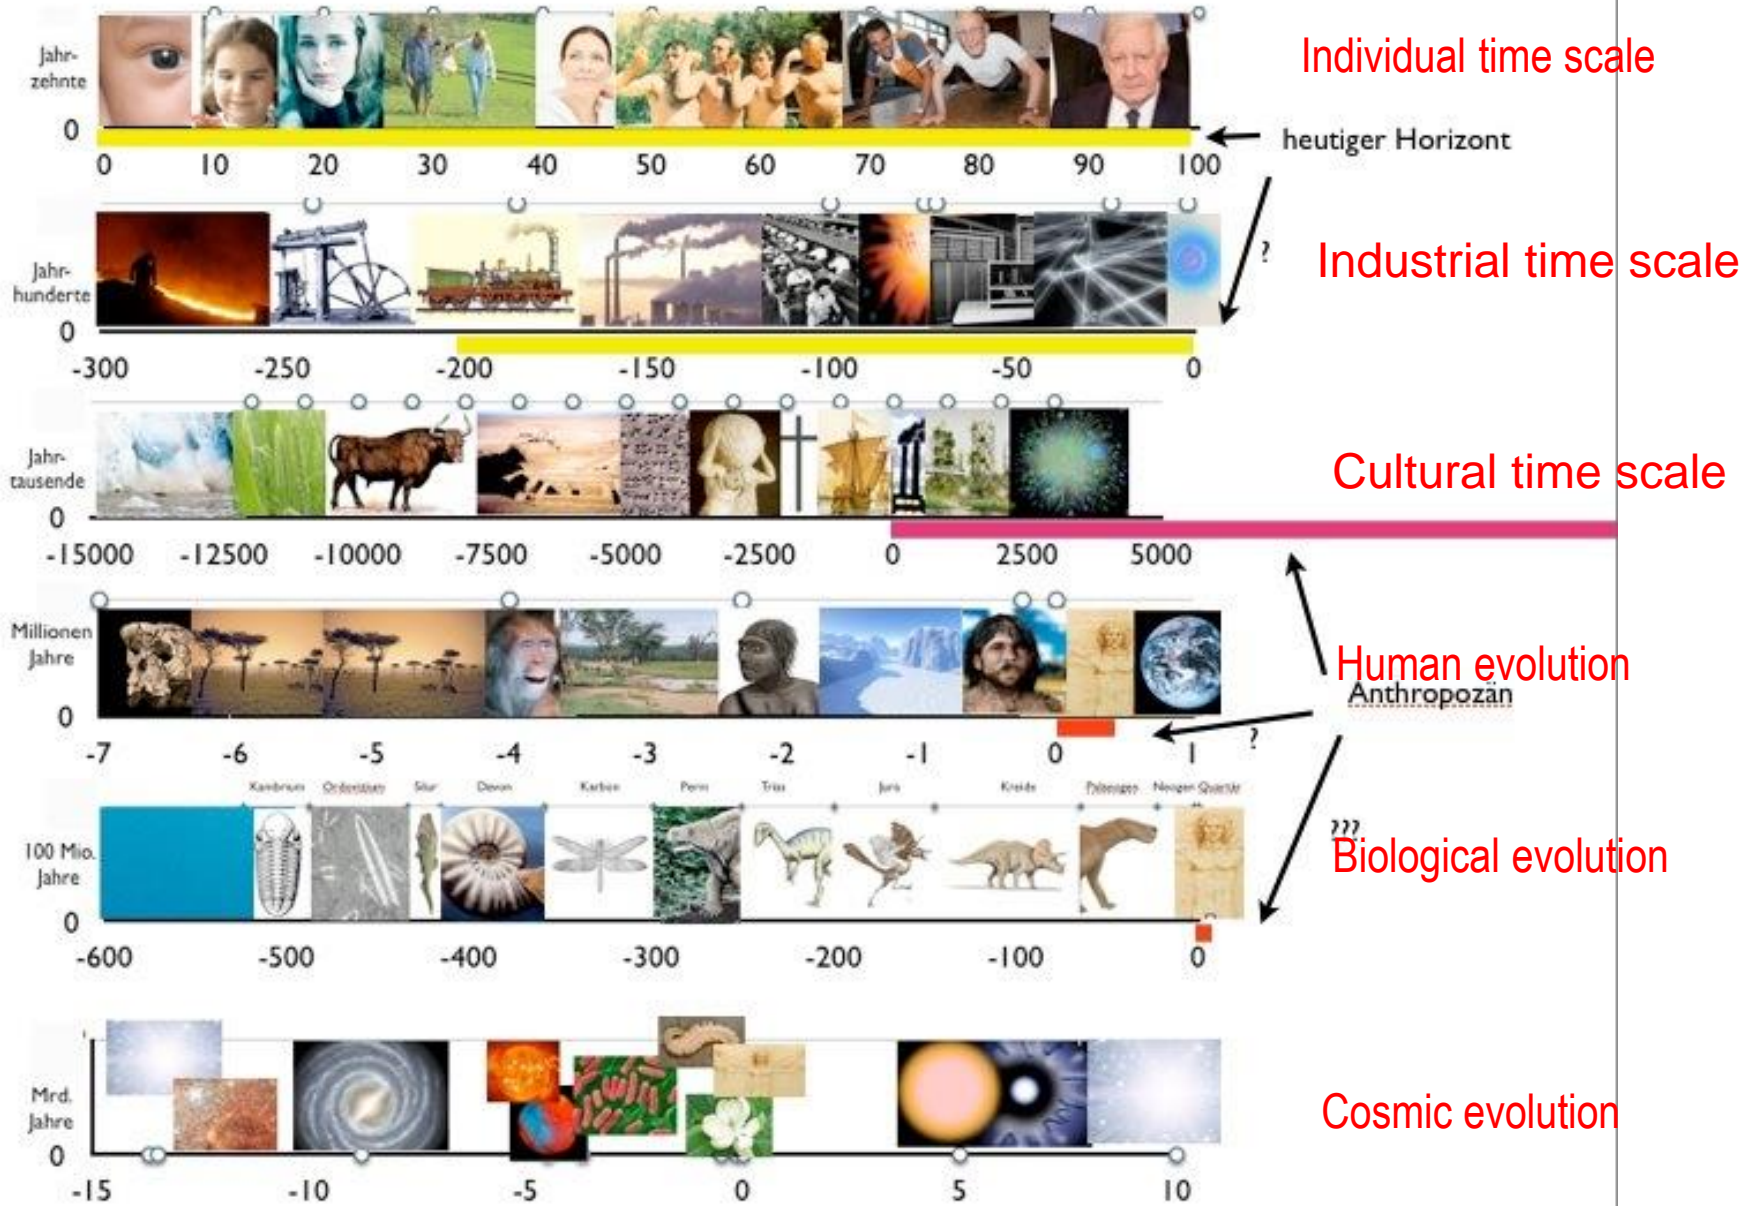 Individual time scale
Jahr-
zehnte
0
0 10 20 30 40 50 60 70 80 90 100
heutiger Horizont
Industrial time scale
?
Jahr-
hunderte
0
-300 -250 -200 -150 -100 -50 0
Cultural time scale
Jahr-
tausende
0
-15000 -12500 -10000 -7500 -5000 -2500 0 2500 5000
Human evolution
Millionen
Jahre
Anthropozän
0
-7 -6 -5 -4 -3 -2 -1 0 1
?
Kambrium Ordovizium Silur Devon Karbon Perm Trias Jura Kreide Paläogen Neogen Quartär
???
Biological evolution
100 Mio.
Jahre
0
-600 -500 -400 -300 -200 -100 0
Cosmic evolution
Mrd.
Jahre
0
-15 -10 -5 0 5 10